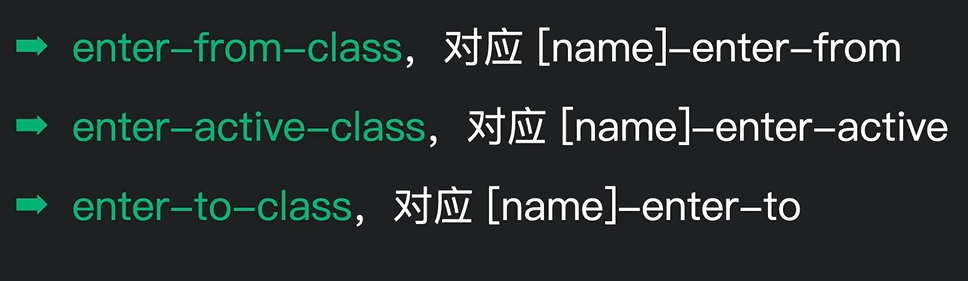 ➡ enter-from-class，对应 [name]-enter-from
➡ enter-active-class，对应 [name]-enter-active
➡ enter-to-class，对应 [name]-enter-to